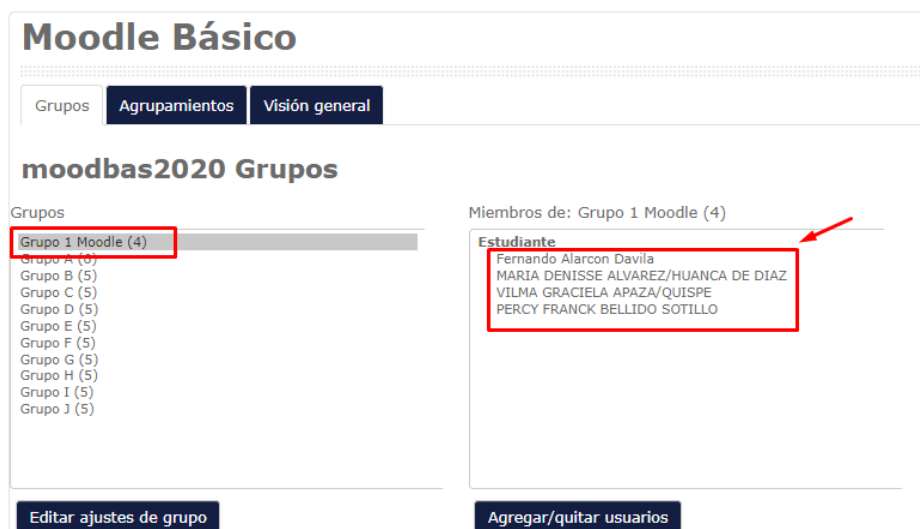 Moodle Básico
Grupos Agrupamientos Visión general
moodbas2020 Grupos
Grupos
Grupo 1 Moodle (4)
Grupo A (6)
Grupo B (5)
Grupo C (5)
Grupo D (5)
Grupo E (5)
Grupo F (5)
Grupo G (5)
Grupo H (5)
Grupo I (5)
Grupo J (5)
Editar ajustes de grupo
Miembros de: Grupo 1 Moodle (4)
Estudiante
Fernando Alarcon Davila
MARIA DENISSE ALVAREZ/HUANCA DE DIAZ
VILMA GRACIELA APAZA/QUISPE
PERCY FRANCK BELLIDO SOTILLO
Agregar/quitar usuarios